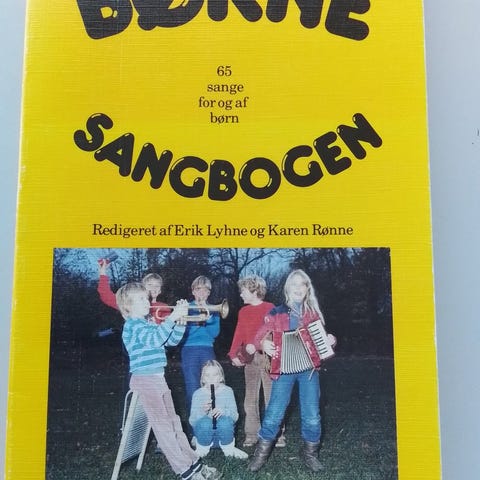 BØRNE
65
sange
for og af
børn
SANGBOGEN
Redigeret af Erik Lyhne og Karen Rønne